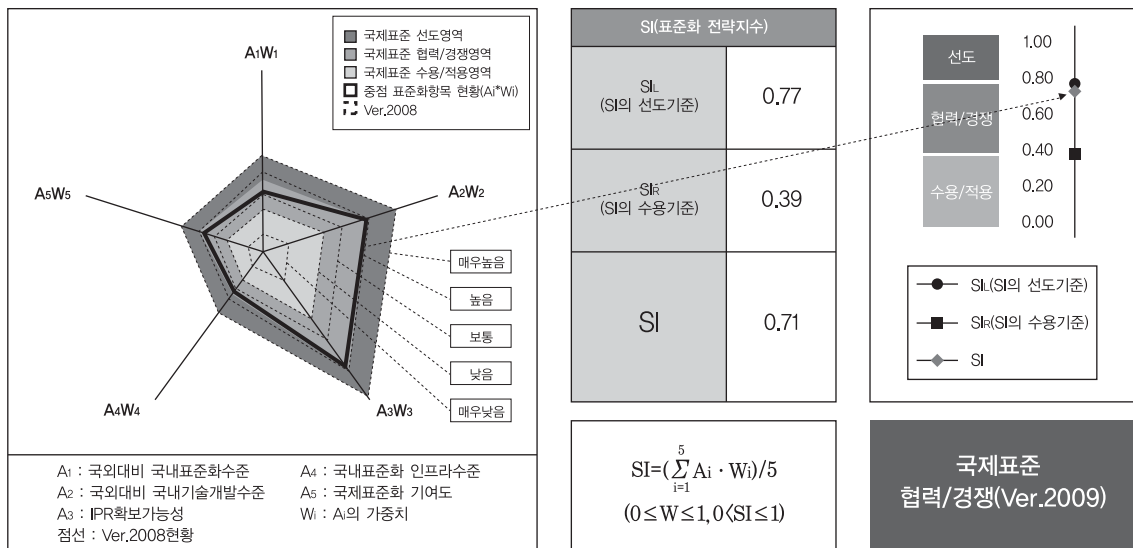 국제표준 선도영역
국제표준 협력/경쟁영역
국제표준 수용/적용영역
중점 표준화항목 현황(Ai*Wi)
Ver.2008
A1W1
A2W2
A5W5
A4W4
A3W3
매우높음
높음
보통
낮음
매우낮음
A1 : 국외대비 국내표준화수준
A2 : 국외대비 국내기술개발수준
A3 : IPR확보가능성
점선 : Ver.2008현황
A4 : 국내표준화 인프라수준
A5 : 국제표준화 기여도
Wi : Ai의 가중치
SI(표준화 전략지수)
SIL
(SI의 선도기준)
0.77
SIR
(SI의 수용기준)
0.39
SI
0.71
SI=(5∑i=1 Ai · Wi)/5
(0≤W≤1, 0<SI≤1)
선도
협력/경쟁
수용/적용
1.00
0.80
0.60
0.40
0.20
0.00
SIL(SI의 선도기준)
SIR(SI의 수용기준)
SI
국제표준
협력/경쟁(Ver.2009)